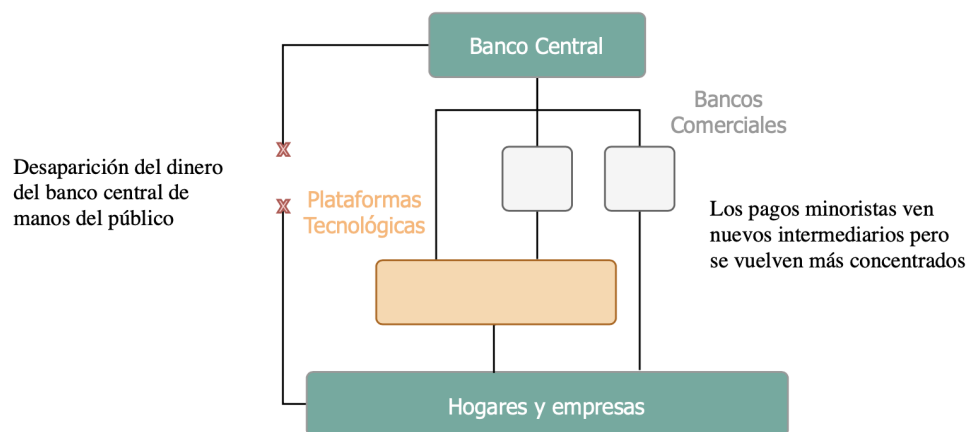 Banco Central
Bancos
Comerciales
x
Desaparición del dinero
del banco central de
manos del público
x
Plataformas
Tecnológicas
Los pagos minoristas ven
nuevos intermediarios pero
se vuelven más concentrados
Hogares y empresas